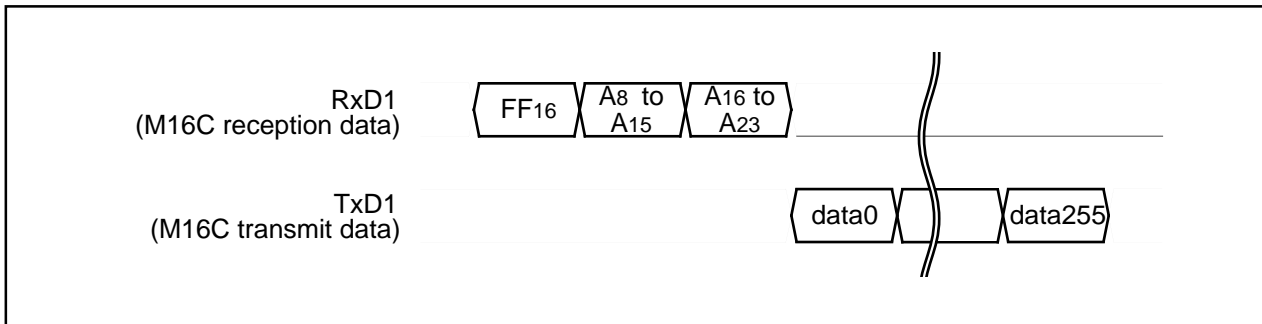 RxD1
(M16C reception data)
FF16
A8 to
A15
A16 to
A23
TxD1
(M16C transmit data)
data0
data255